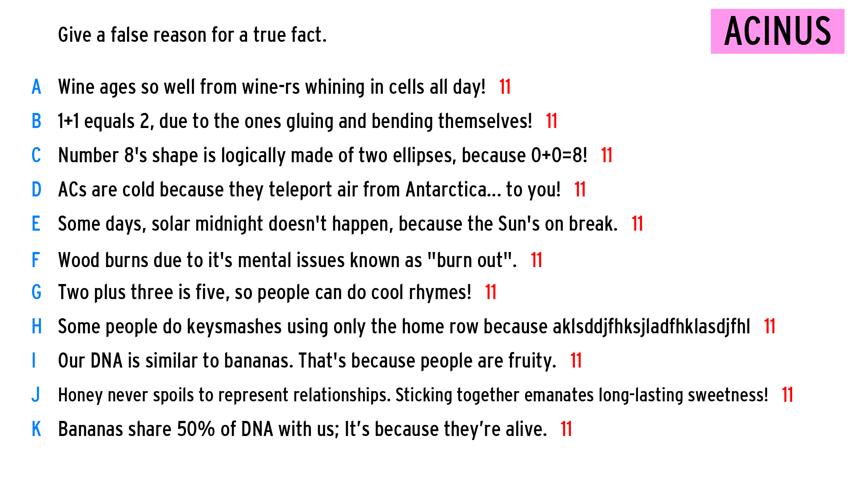 Give a false reason for a true fact.
ACINUS
A Wine ages so well from wine-rs whining in cells all day! 11
B 1+1 equals 2, due to the ones gluing and bending themselves! 11
C Number 8's shape is logically made of two ellipses, because 0+0=8! 11
D ACs are cold because they teleport air from Antarctica... to you! 11
E Some days, solar midnight doesn't happen, because the Sun's on break. 11
F Wood burns due to it's mental issues known as "burn out". 11
G Two plus three is five, so people can do cool rhymes! 11
H Some people do keysmashes using only the home row because aklsddjfhksjladfhklasdjfhl 11
I Our DNA is similar to bananas. That's because people are fruity. 11
J Honey never spoils to represent relationships. Sticking together emanates long-lasting sweetness! 11
K Bananas share 50% of DNA with us; It's because they're alive. 11